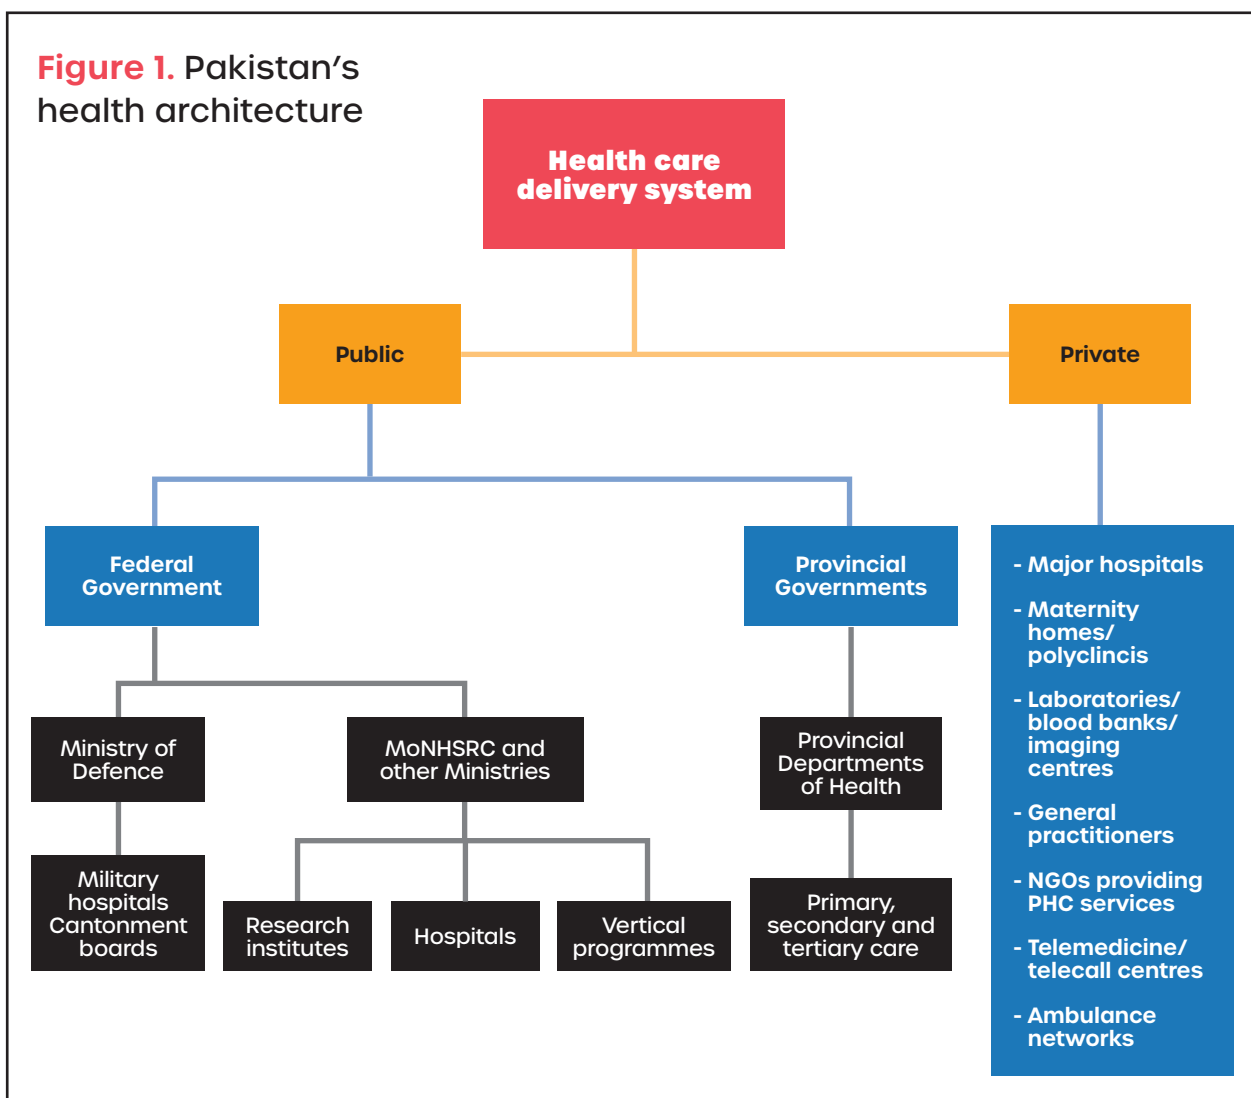 Figure 1. Pakistan's
health architecture
Health care
delivery system
Public
Private
Federal
Government
Provincial
Governments
Ministry of
Defence
MoNHSRC and
other Ministries
Provincial
Departments
of Health
Military
hospitals
Cantonment
boards
Research
institutes
Hospitals
Vertical
programmes
Primary,
secondary and
tertiary care
- Major hospitals
- Maternity
homes/
polyclincis
- Laboratories/
blood banks/
imaging
centres
- General
practitioners
- NGOs providing
PHC services
- Telemedicine/
telecall centres
- Ambulance
networks